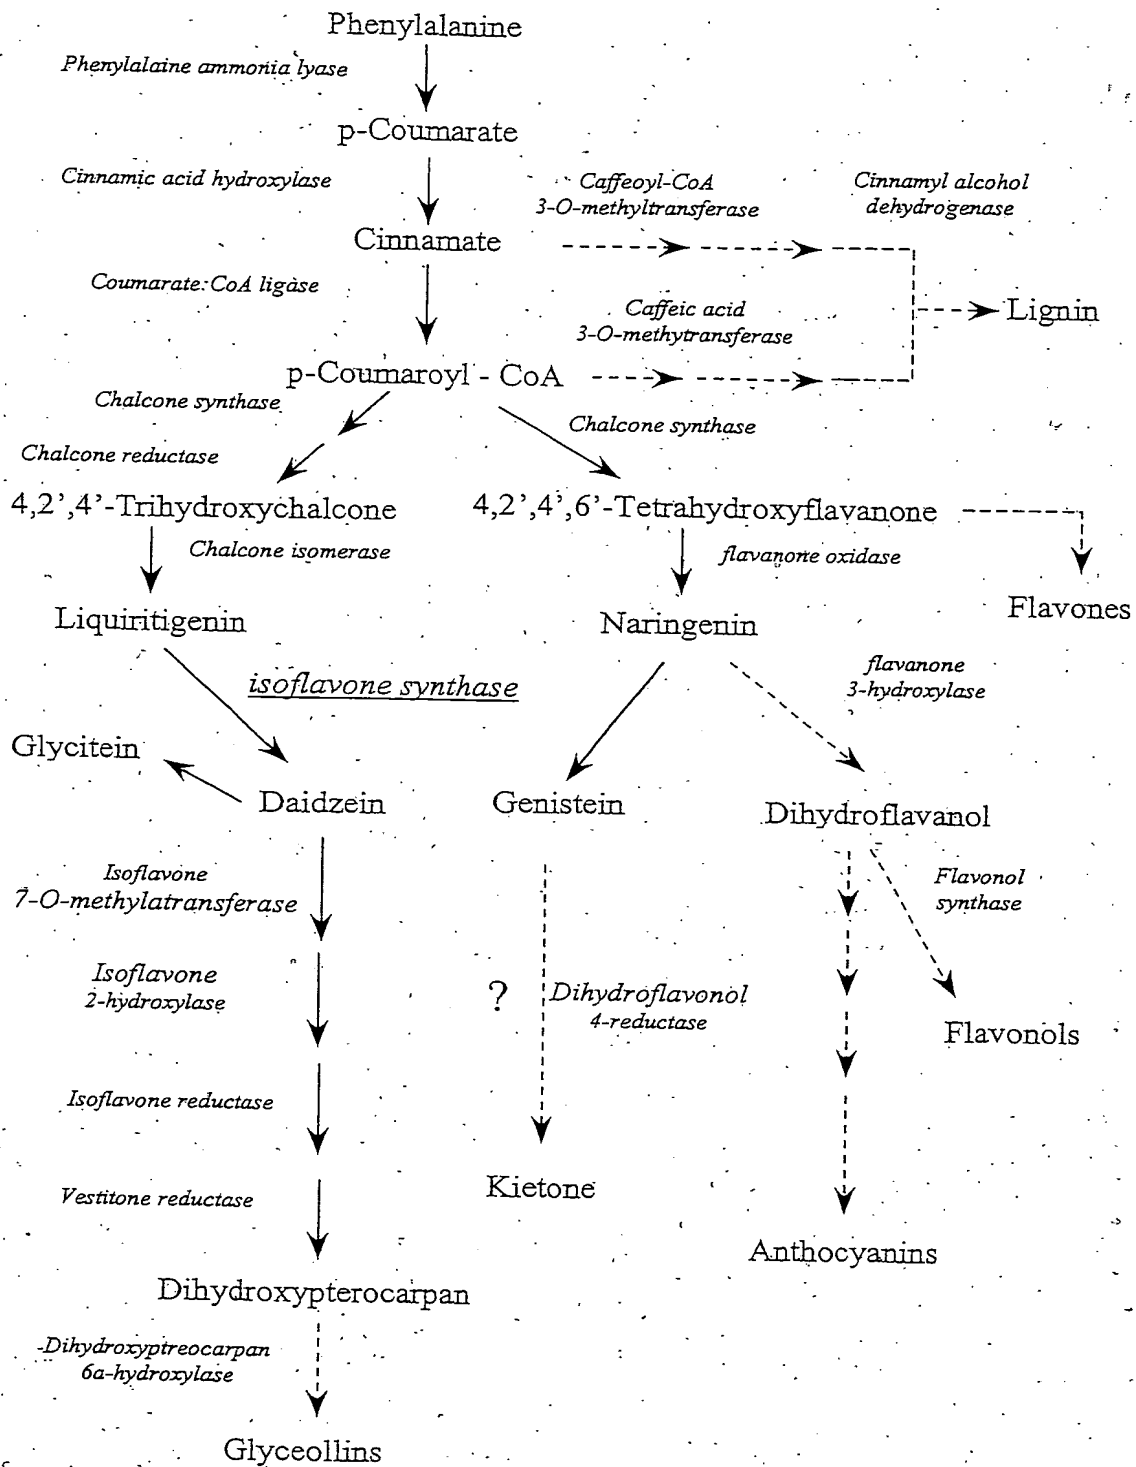 Phenylalanine
Phenylalaine ammonia lyase
p-Coumarate
Cinnamic acid hydroxylase
Caffeoyl-CoA
3-O-methyltransferase
Cinnamyl alcohol
dehydrogenase
Cinnamate
Coumarate:CoA ligase
Caffeic acid
3-O-methytransferase
Lignin
p-Coumaroyl - CoA
Chalcone synthase
Chalcone synthase
Chalcone reductase
4,2',4'-Trihydroxychalcone
4,2',4',6'-Tetrahydroxyflavanone
Chalcone isomerase
flavanone oxidase
Liquiritigenin
Naringenin
Flavones
isoflavone synthase
flavanone
3-hydroxylase
Glycitein
Daidzein
Genistein
Dihydroflavanol
Isoflavone
7-O-methylatransferase
Flavonol
synthase
Isoflavone
2-hydroxylase
?
Dihydroflavonol
4-reductase
Flavonols
Isoflavone reductase
Vestitone reductase
Kietone
Anthocyanins
Dihydroxypterocarpan
-Dihydroxyptreocarpan
6a-hydroxylase
Glyceollins